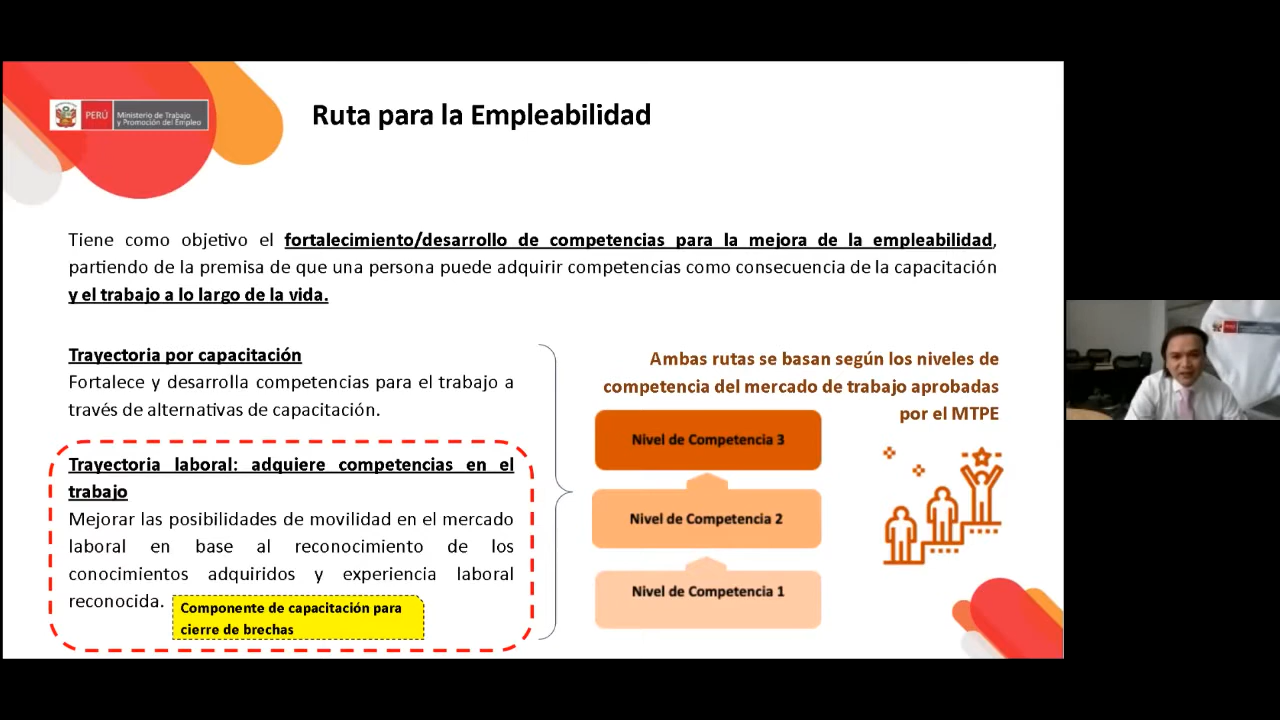 PERÚ
Ministerio de Trabajo
y Promoción del Empleo
Ruta para la Empleabilidad
Tiene como objetivo el fortalecimiento/desarrollo de competencias para la mejora de la empleabilidad,
partiendo de la premisa de que una persona puede adquirir competencias como consecuencia de la capacitación
y el trabajo a lo largo de la vida.
Trayectoria por capacitación
Fortalece y desarrolla competencias para el trabajo a
través de alternativas de capacitación.
Trayectoria laboral: adquiere competencias en el
trabajo
Mejorar las posibilidades de movilidad en el mercado
laboral en base al reconocimiento de los
conocimientos adquiridos y experiencia laboral
reconocida.
Componente de capacitación para
cierre de brechas
Ambas rutas se basan según los niveles de
competencia del mercado de trabajo aprobadas
por el MTPE
Nivel de Competencia 3
Nivel de Competencia 2
Nivel de Competencia 1